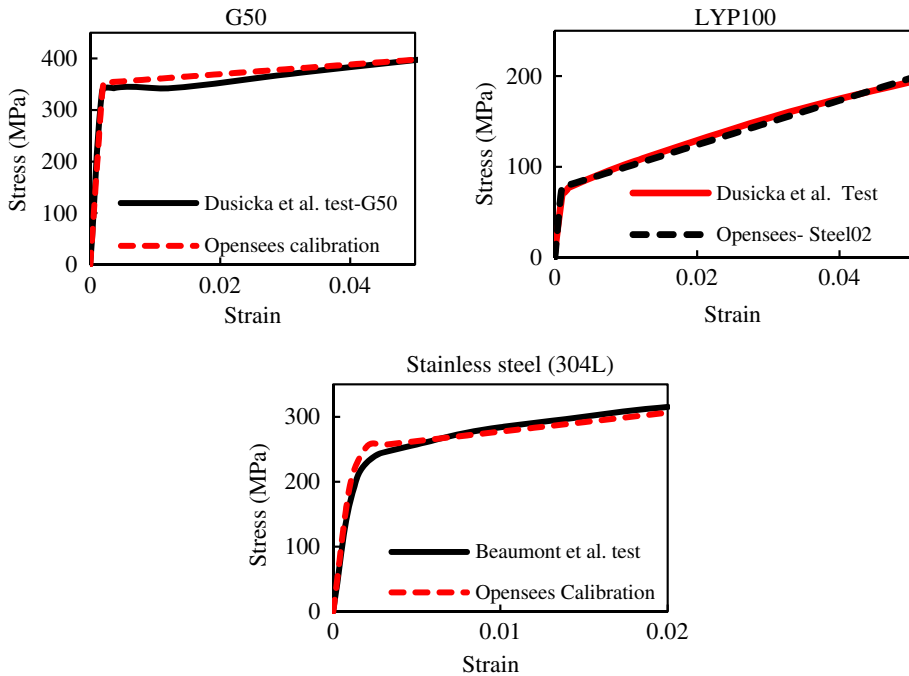 G50
400
300
200
100
0
Stress (MPa)
Dusicka et al. test-G50
Opensees calibration
0
0.02
0.04
Strain
LYP100
200
100
0
Stress (MPa)
Dusicka et al. Test
Opensees- Steel02
0
0.02
0.04
Strain
Stainless steel (304L)
300
200
100
0
Stress (MPa)
Beaumont et al. test
Opensees Calibration
0
0.01
0.02
Strain